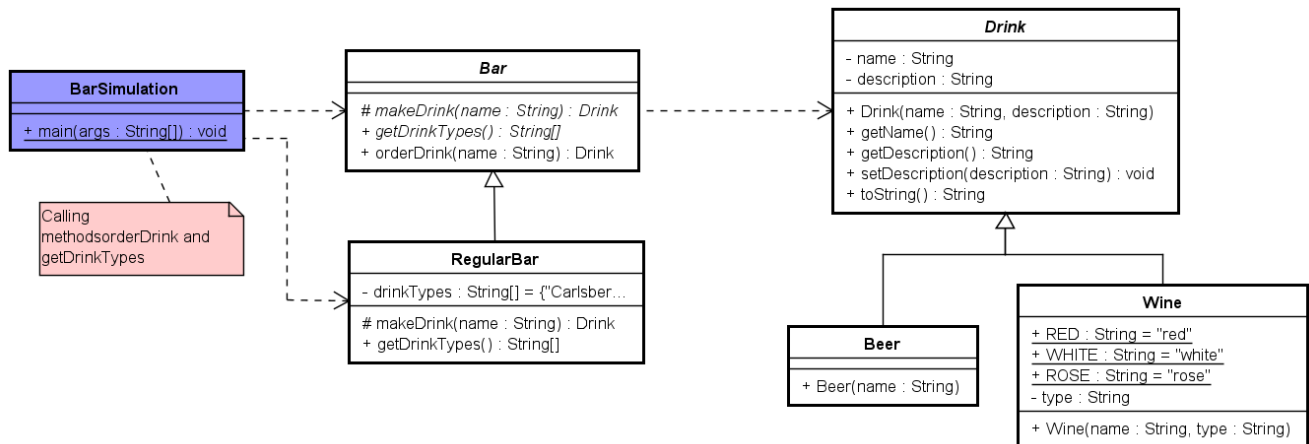 BarSimulation
+ main(args : String[]) : void
Calling
methodsorderDrink and
getDrinkTypes
Bar
# makeDrink(name : String) : Drink
+ getDrinkTypes() : String[]
+ orderDrink(name : String) : Drink
RegularBar
- drinkTypes : String[] = {"Carlsber...
# makeDrink(name : String) : Drink
+ getDrinkTypes() : String[]
Drink
- name : String
- description : String
+ Drink(name : String, description : String)
+ getName() : String
+ getDescription() : String
+ setDescription(description : String) : void
+ toString() : String
Beer
+ Beer(name : String)
Wine
+ RED : String = "red"
+ WHITE : String = "white"
+ ROSE : String = "rose"
- type : String
+ Wine(name : String, type : String)